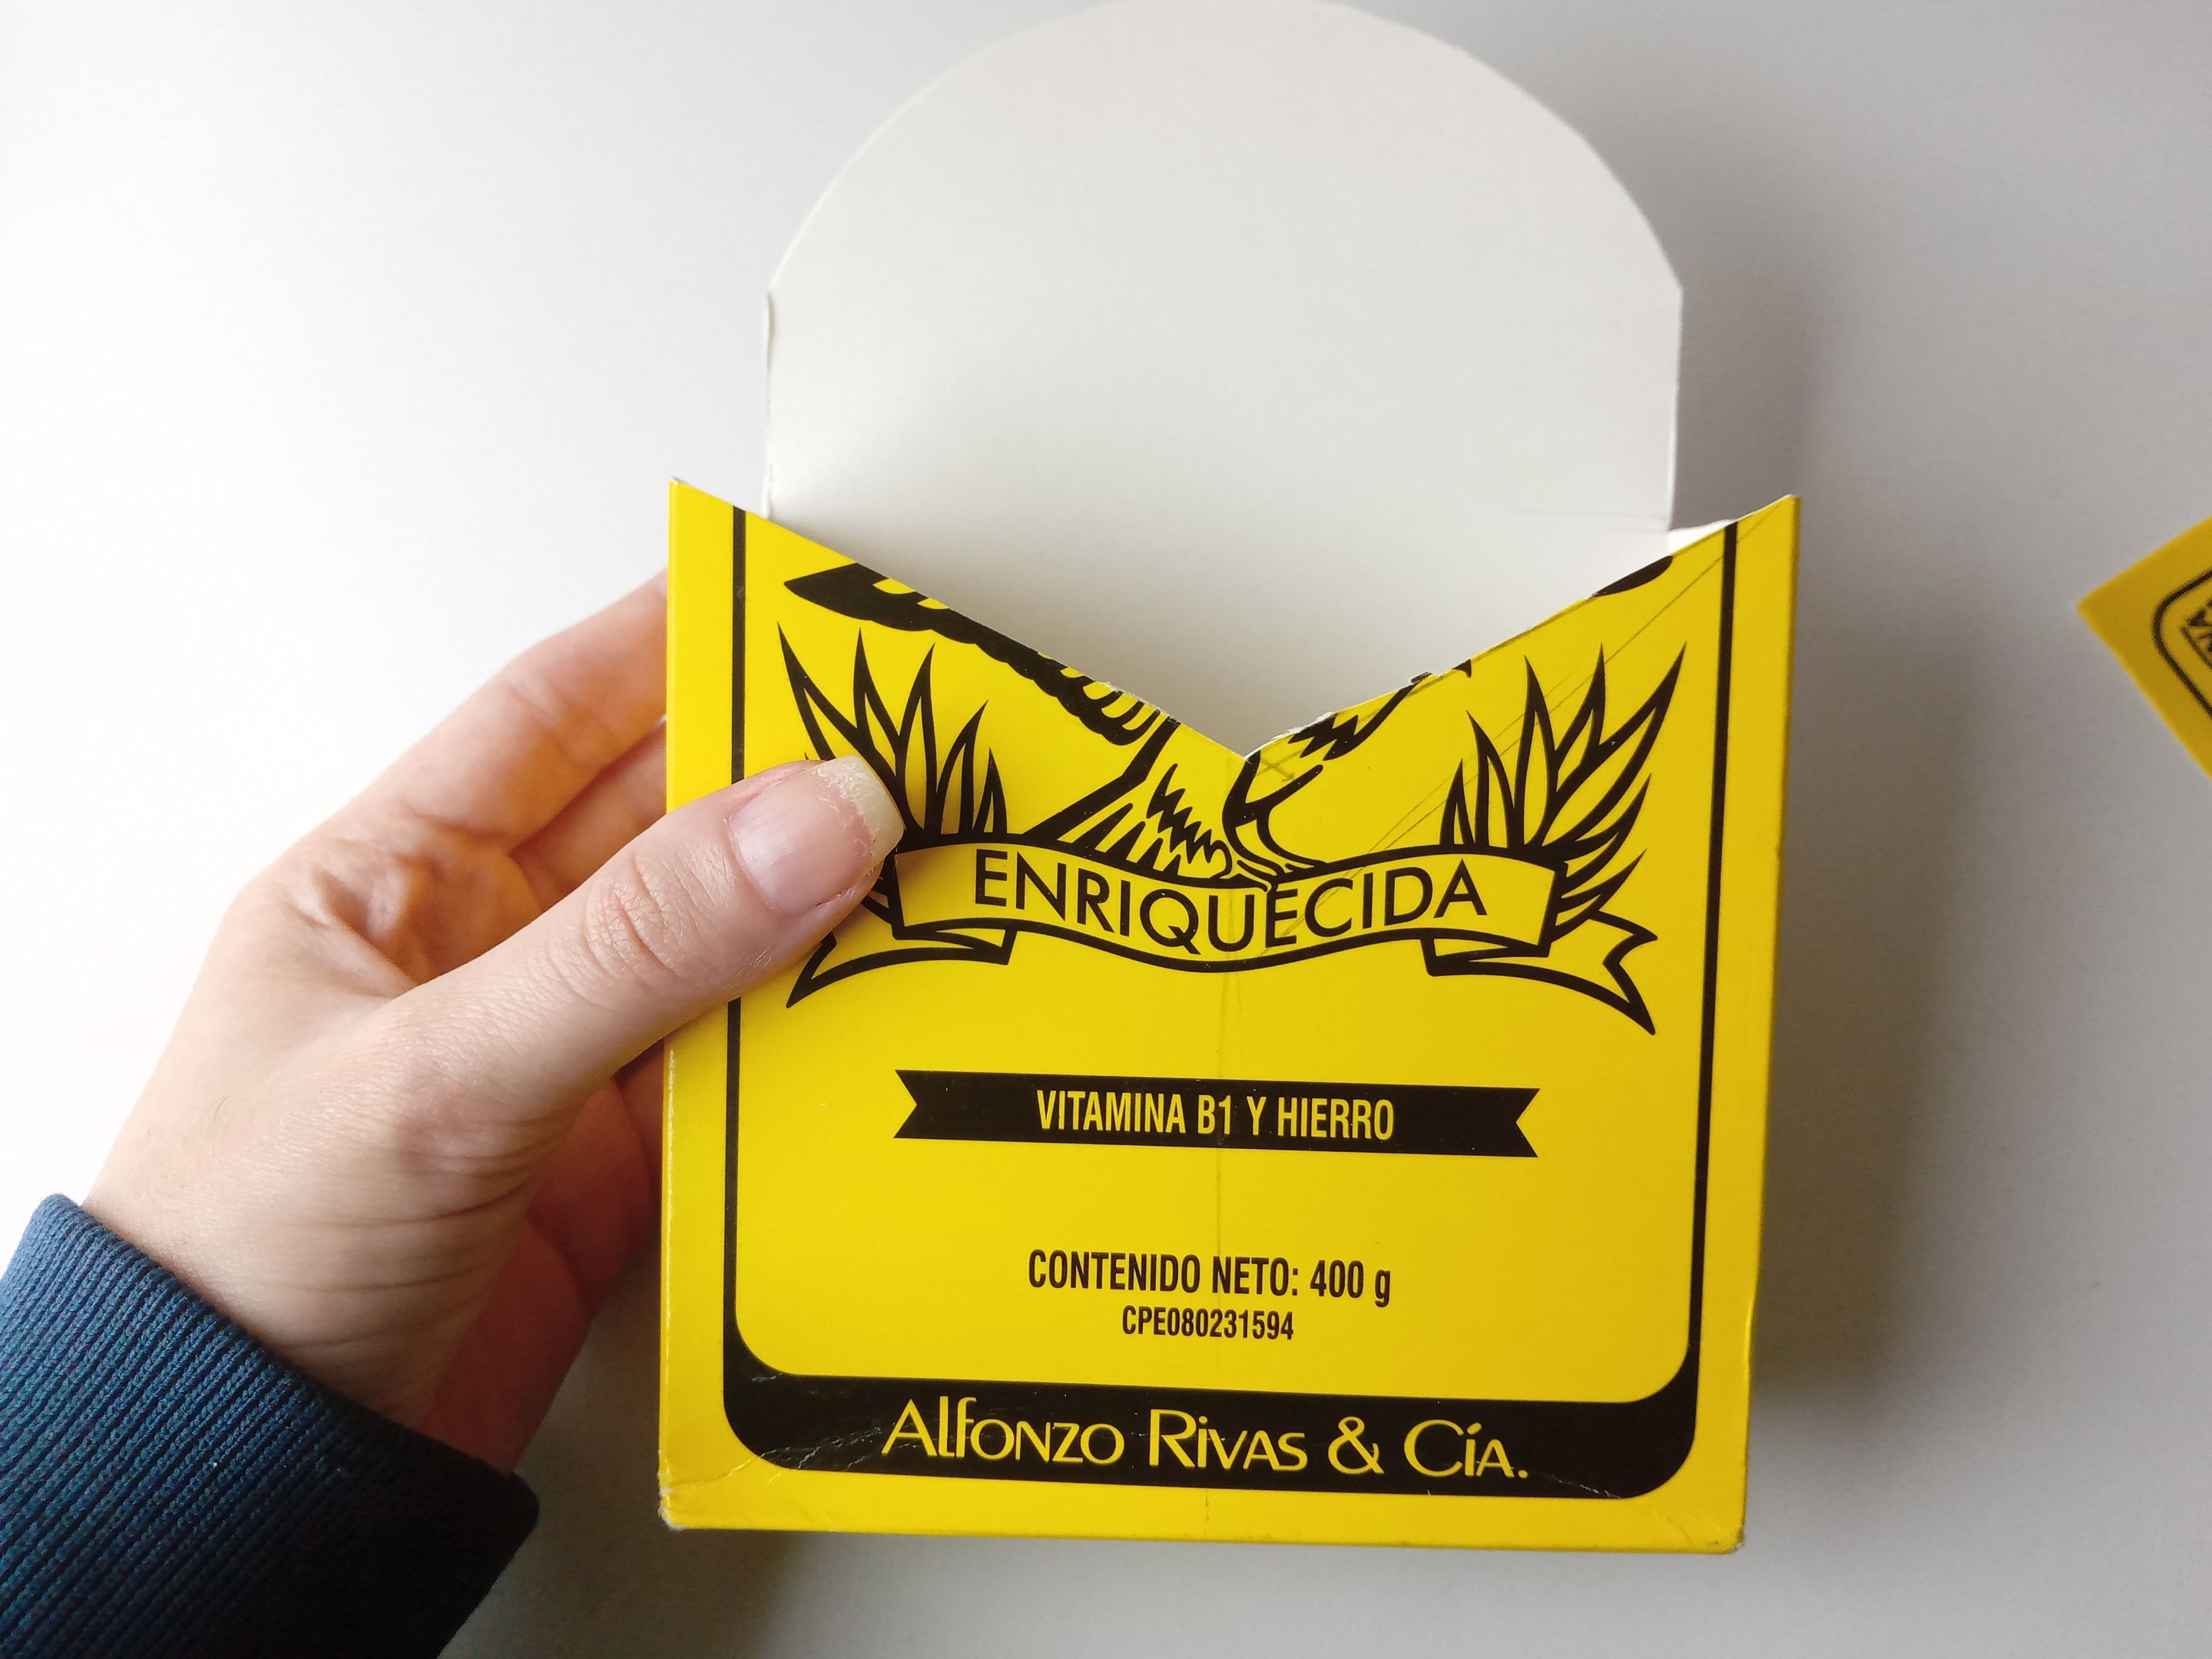 ENRIQUECIDA
VITAMINA B1 Y HIERRO
CONTENIDO NETO: 400 g
CPE080231594
Alfonzo Rivas & Cía.